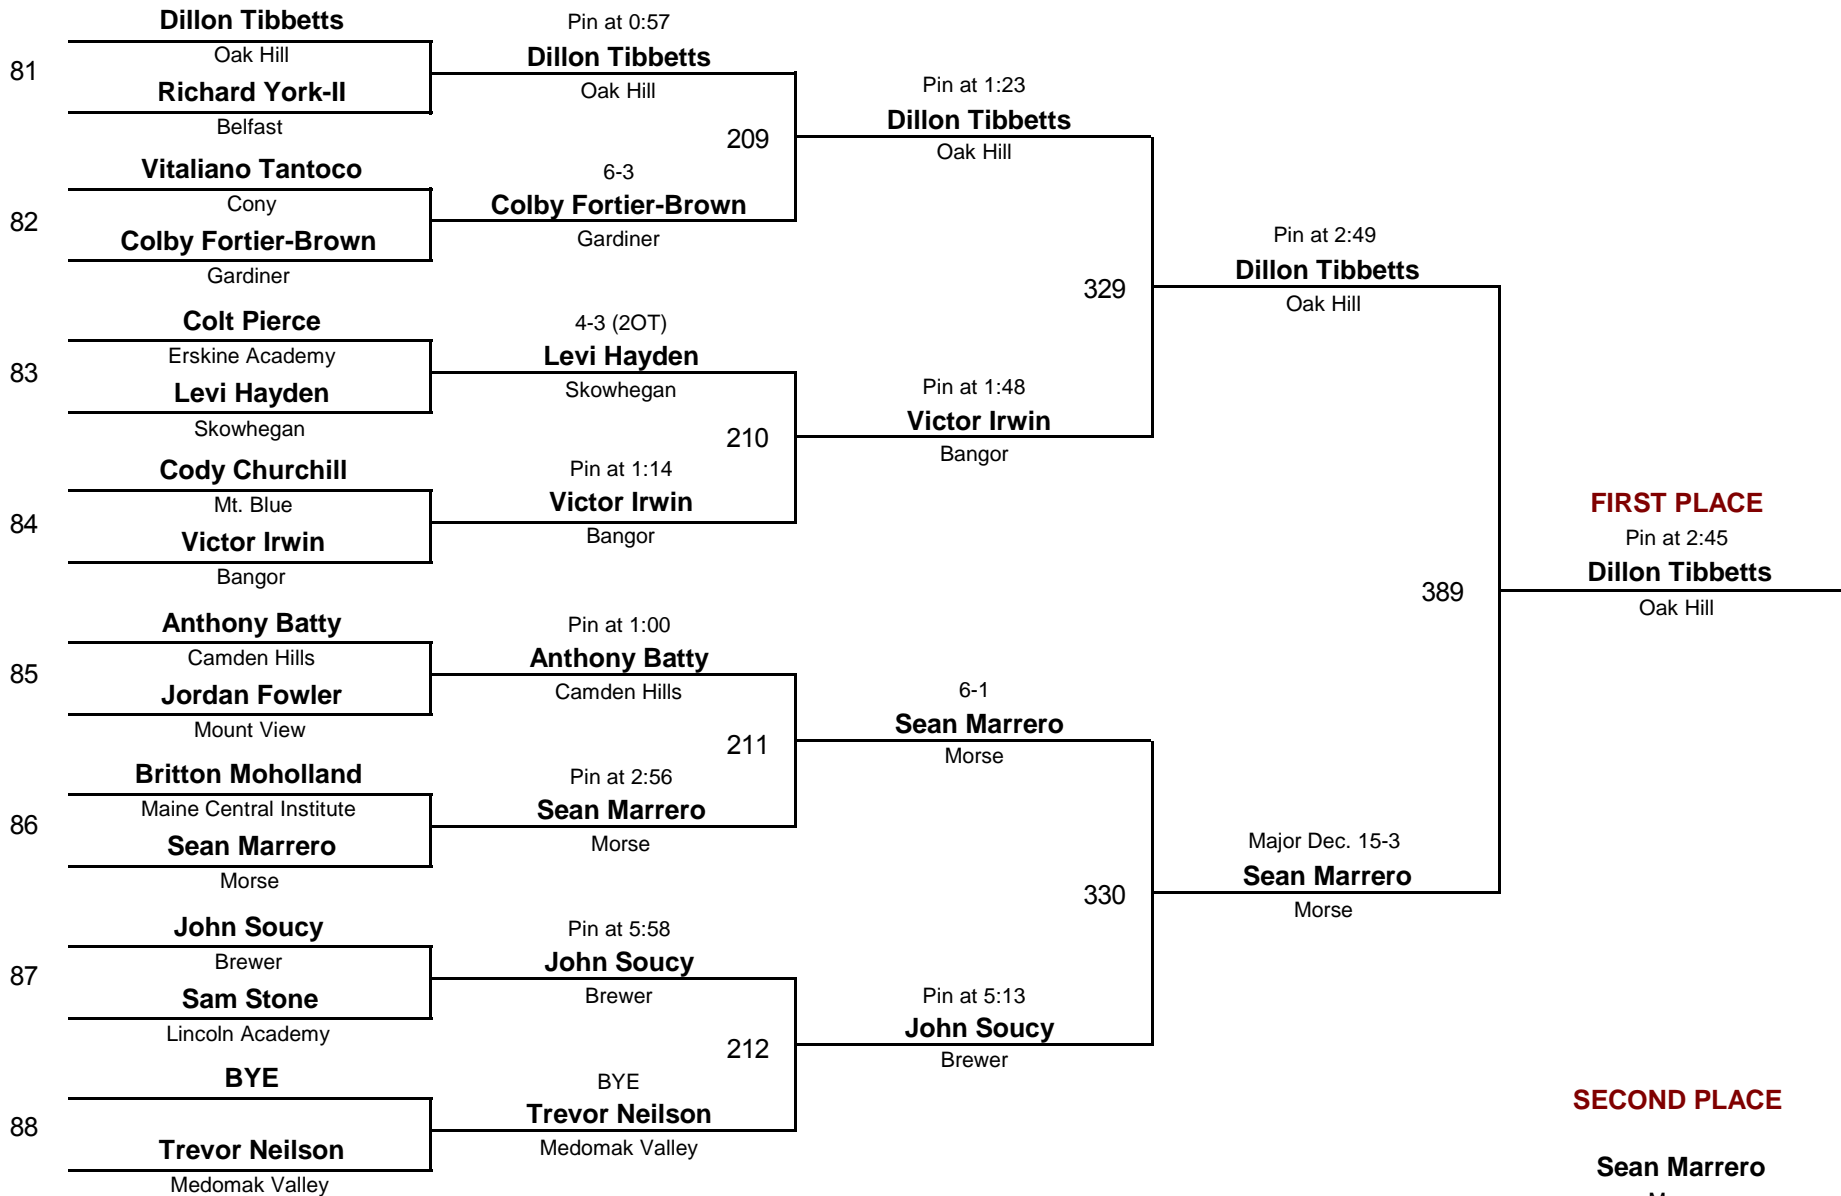 Dillon Tibbetts
Oak Hill
81
Richard York-II
Belfast
Vitaliano Tantoco
Cony
82
Colby Fortier-Brown
Gardiner
Colt Pierce
Erskine Academy
83
Levi Hayden
Skowhegan
Cody Churchill
Mt. Blue
84
Victor Irwin
Bangor
Anthony Batty
Camden Hills
85
Jordan Fowler
Mount View
Britton Moholland
Maine Central Institute
86
Sean Marrero
Morse
John Soucy
Brewer
87
Sam Stone
Lincoln Academy
BYE
88
Trevor Neilson
Medomak Valley
Pin at 0:57
Dillon Tibbetts
Oak Hill
209
6-3
Colby Fortier-Brown
Gardiner
4-3 (2OT)
Levi Hayden
Skowhegan
210
Pin at 1:14
Victor Irwin
Bangor
Pin at 1:00
Anthony Batty
Camden Hills
211
Pin at 2:56
Sean Marrero
Morse
Pin at 5:58
John Soucy
Brewer
212
BYE
Trevor Neilson
Medomak Valley
Pin at 1:23
Dillon Tibbetts
Oak Hill
329
Pin at 1:48
Victor Irwin
Bangor
6-1
Sean Marrero
Morse
330
Pin at 5:13
John Soucy
Brewer
Pin at 2:49
Dillon Tibbetts
Oak Hill
389
Major Dec. 15-3
Sean Marrero
Morse
FIRST PLACE
Pin at 2:45
Dillon Tibbetts
Oak Hill
SECOND PLACE
Sean Marrero